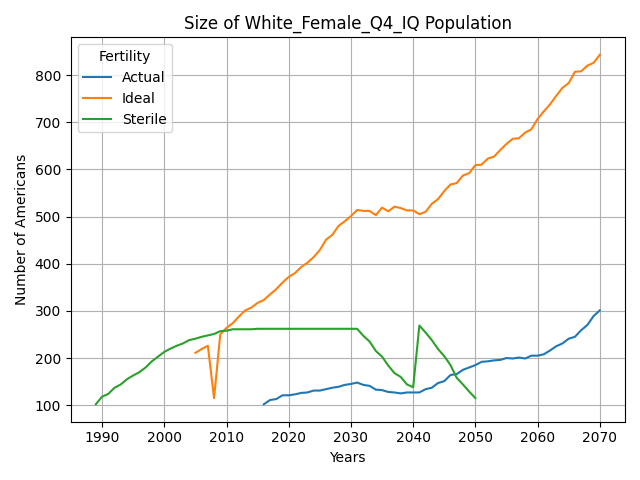 Size of White_Female_Q4_IQ Population
Fertility
Actual
Ideal
Sterile
Number of Americans
800
700
600
500
400
300
200
100
1990 2000 2010 2020 2030 2040 2050 2060 2070
Years